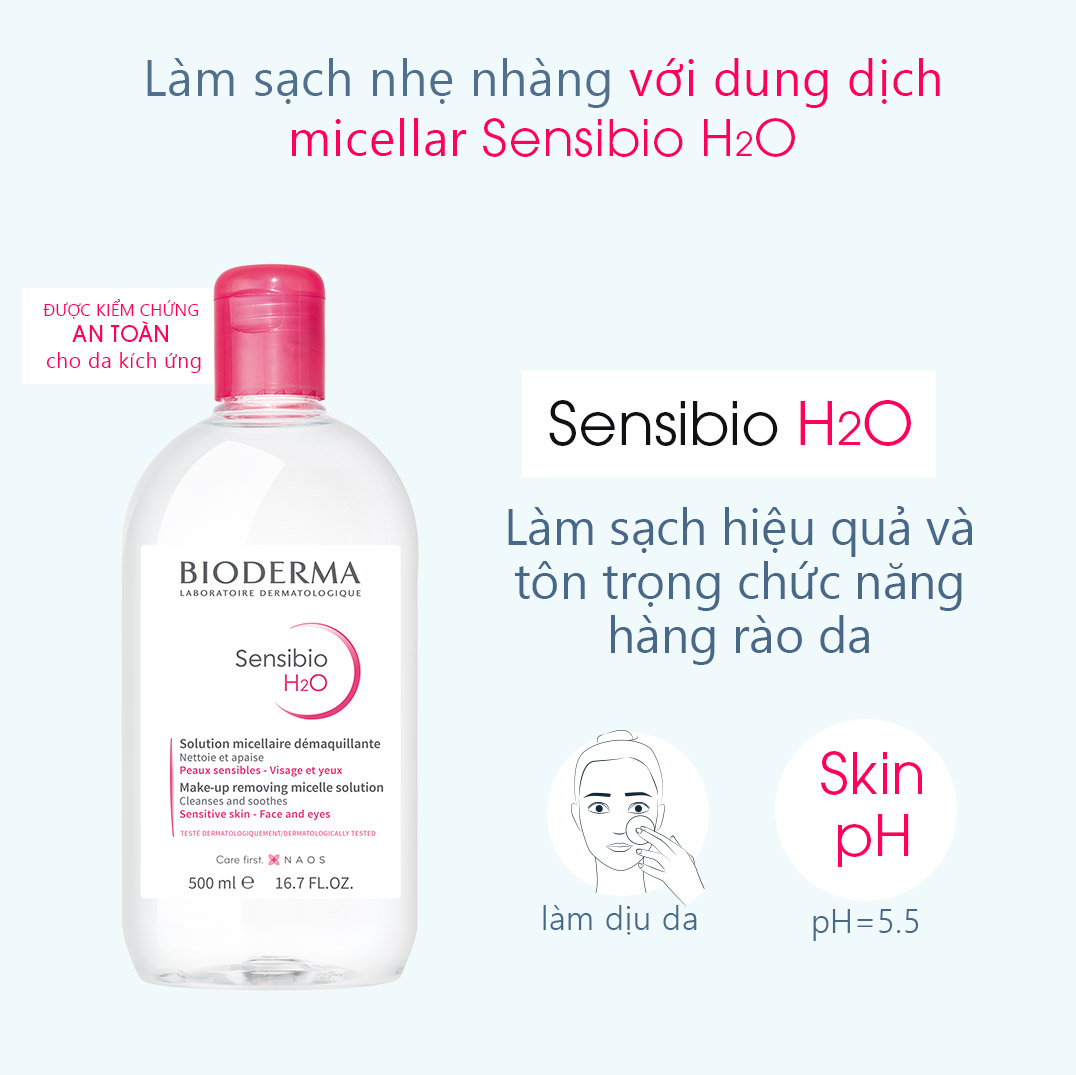 Làm sạch nhẹ nhàng với dung dịch
micellar Sensibio H2O
ĐƯỢC KIỂM CHỨNG
AN TOÀN
cho da kích ứng
Sensibio H2O
Làm sạch hiệu quả và
tôn trọng chức năng
hàng rào da
BIODERMA
LABORATOIRE DERMATOLOGIQUE
Sensibio
H2O
Solution micellaire démaquillante
Nettoie et apaise
Peaux sensibles - Visage et yeux
Make-up removing micelle solution
Cleanses and soothes
Sensitive skin - Face and eyes
TESTÉ DERMATOLOGIQUEMENT/DERMATOLOGICALLY TESTED
Care first. NAOS
500 ml ℮ 16.7 FL.OZ.
Skin
pH
làm dịu da
pH=5.5